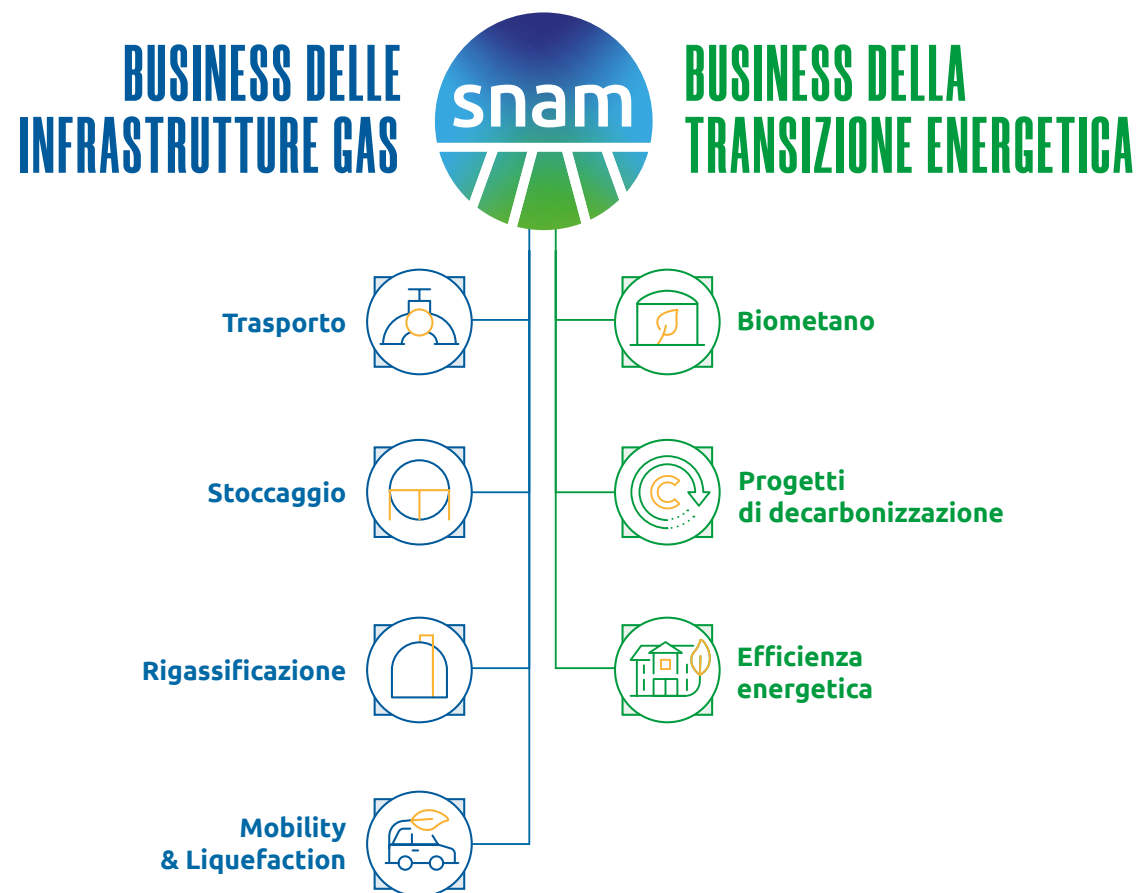 BUSINESS DELLE
INFRASTRUTTURE GAS
snam
BUSINESS DELLA
TRANSIZIONE ENERGETICA
Trasporto
Stoccaggio
Rigassificazione
Mobility
& Liquefaction
Biometano
C
Progetti
di decarbonizzazione
Efficienza
energetica